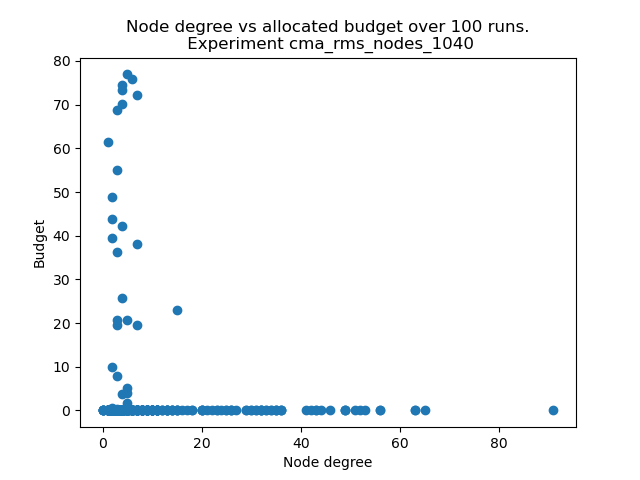 Node degree vs allocated budget over 100 runs.
Experiment cma_rms_nodes_1040
80
70
60
50
40
30
20
10
0
Budget
0 20 40 60 80
Node degree